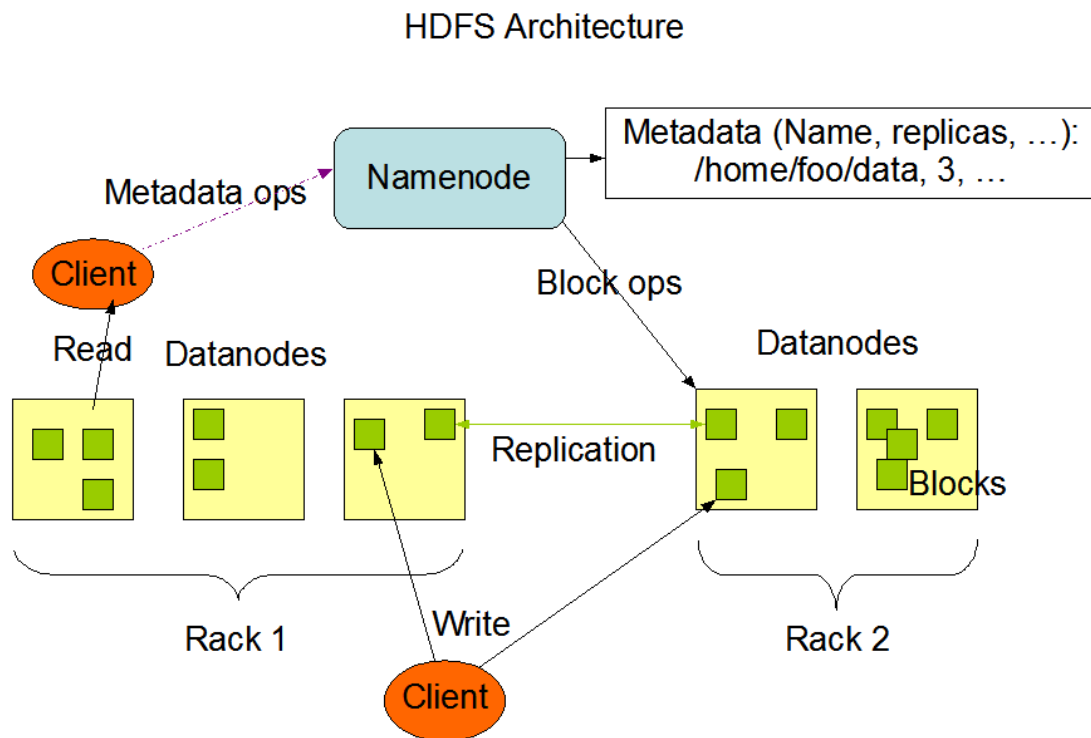 HDFS Architecture
Metadata (Name, replicas, …):
/home/foo/data, 3, …
Namenode
Metadata ops
Client
Block ops
Read
Datanodes
Datanodes
Replication
Blocks
Rack 1
Write
Rack 2
Client